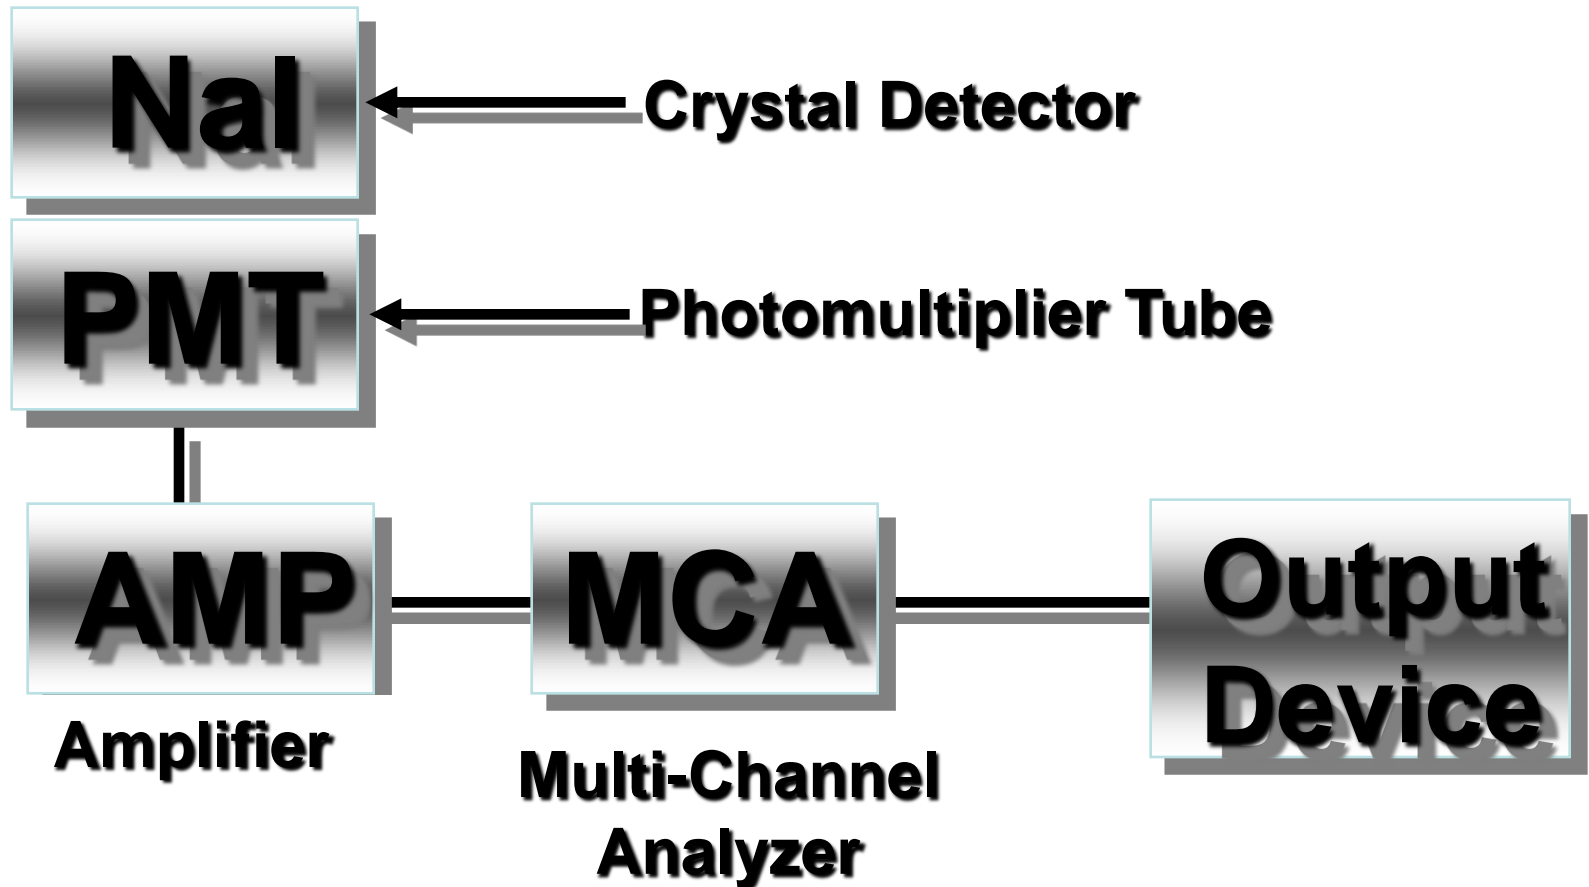 NaI
Crystal Detector
PMT
Photomultiplier Tube
AMP
MCA
Output
Device
Amplifier
Multi-Channel
Analyzer